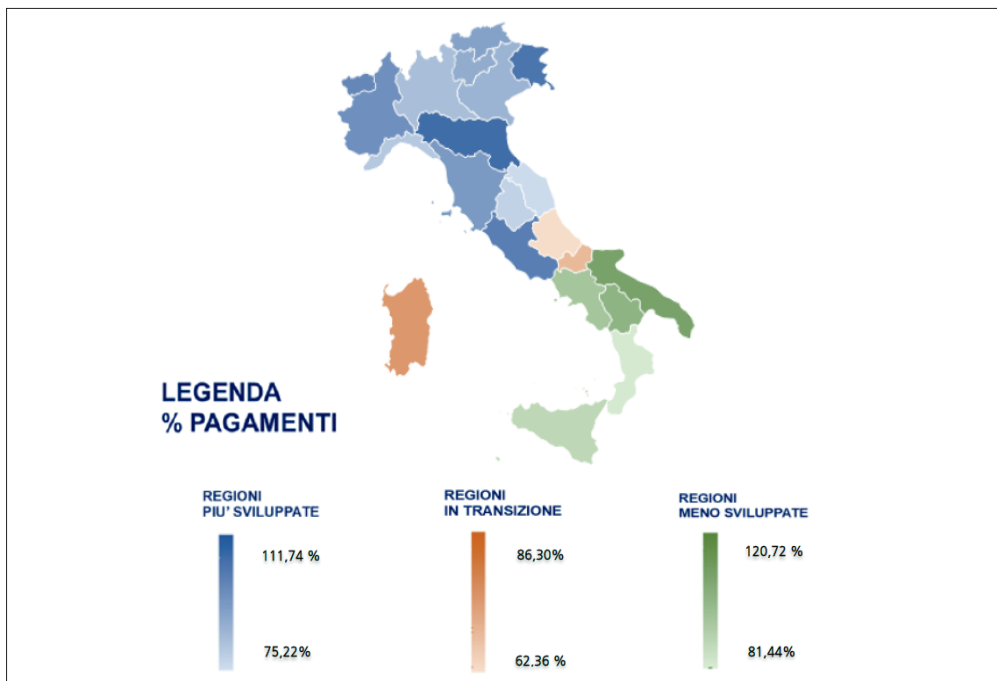 LEGENDA
% PAGAMENTI
REGIONI
PIU' SVILUPPATE
111,74 %
75,22%
REGIONI
IN TRANSIZIONE
86,30%
62.36 %
REGIONI
MENO SVILUPPATE
120,72 %
81,44%